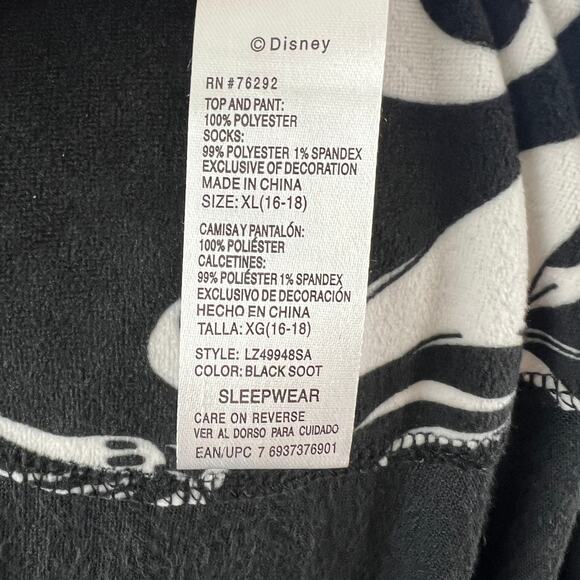 © Disney
RN #76292
TOP AND PANT:
100% POLYESTER
SOCKS:
99% POLYESTER 1% SPANDEX
EXCLUSIVE OF DECORATION
MADE IN CHINA
SIZE: XL(16-18)
CAMISA Y PANTALÓN:
100% POLIÉSTER
CALCETINES:
99% POLIÉSTER 1% SPANDEX
EXCLUSIVO DE DECORACIÓN
HECHO EN CHINA
TALLA: XG(16-18)
STYLE: LZ49948SA
COLOR: BLACK SOOT
SLEEPWEAR
CARE ON REVERSE
VER AL DORSO PARA CUIDADO
EAN/UPC 7 6937376901